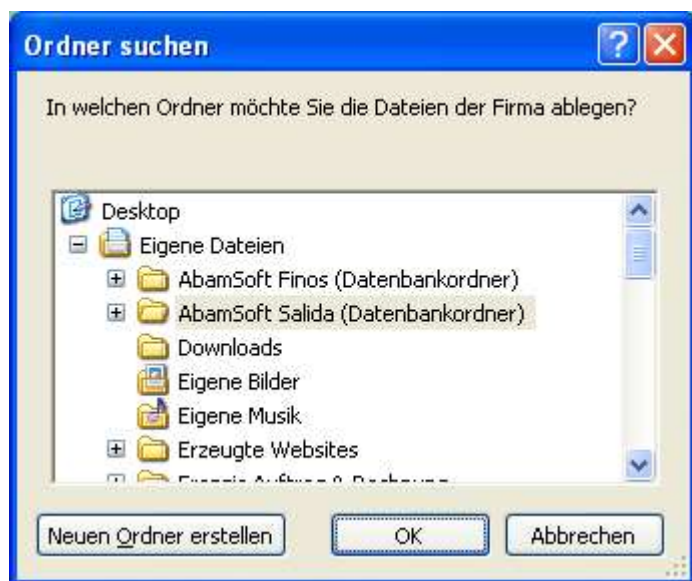 Ordner suchen
In welchen Ordner möchte Sie die Dateien der Firma ablegen?
Desktop
Eigene Dateien
AbamSoft Finos (Datenbankordner)
AbamSoft Salida (Datenbankordner)
Downloads
Eigene Bilder
Eigene Musik
Erzeugte Websites
Neuen Ordner erstellen OK Abbrechen